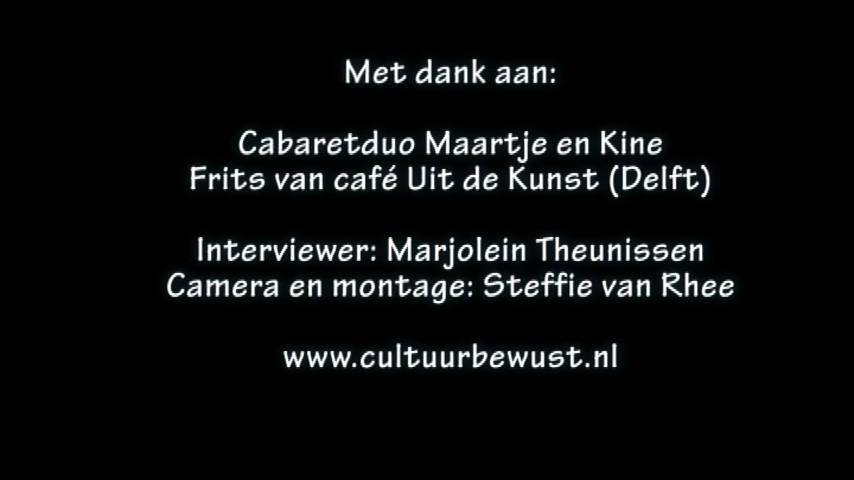 Met dank aan:
Cabaretduo Maartje en Kine
Frits van café Uit de Kunst (Delft)
Interviewer: Marjolein Theunissen
Camera en montage: Steffie van Rhee
www.cultuurbewust.nl